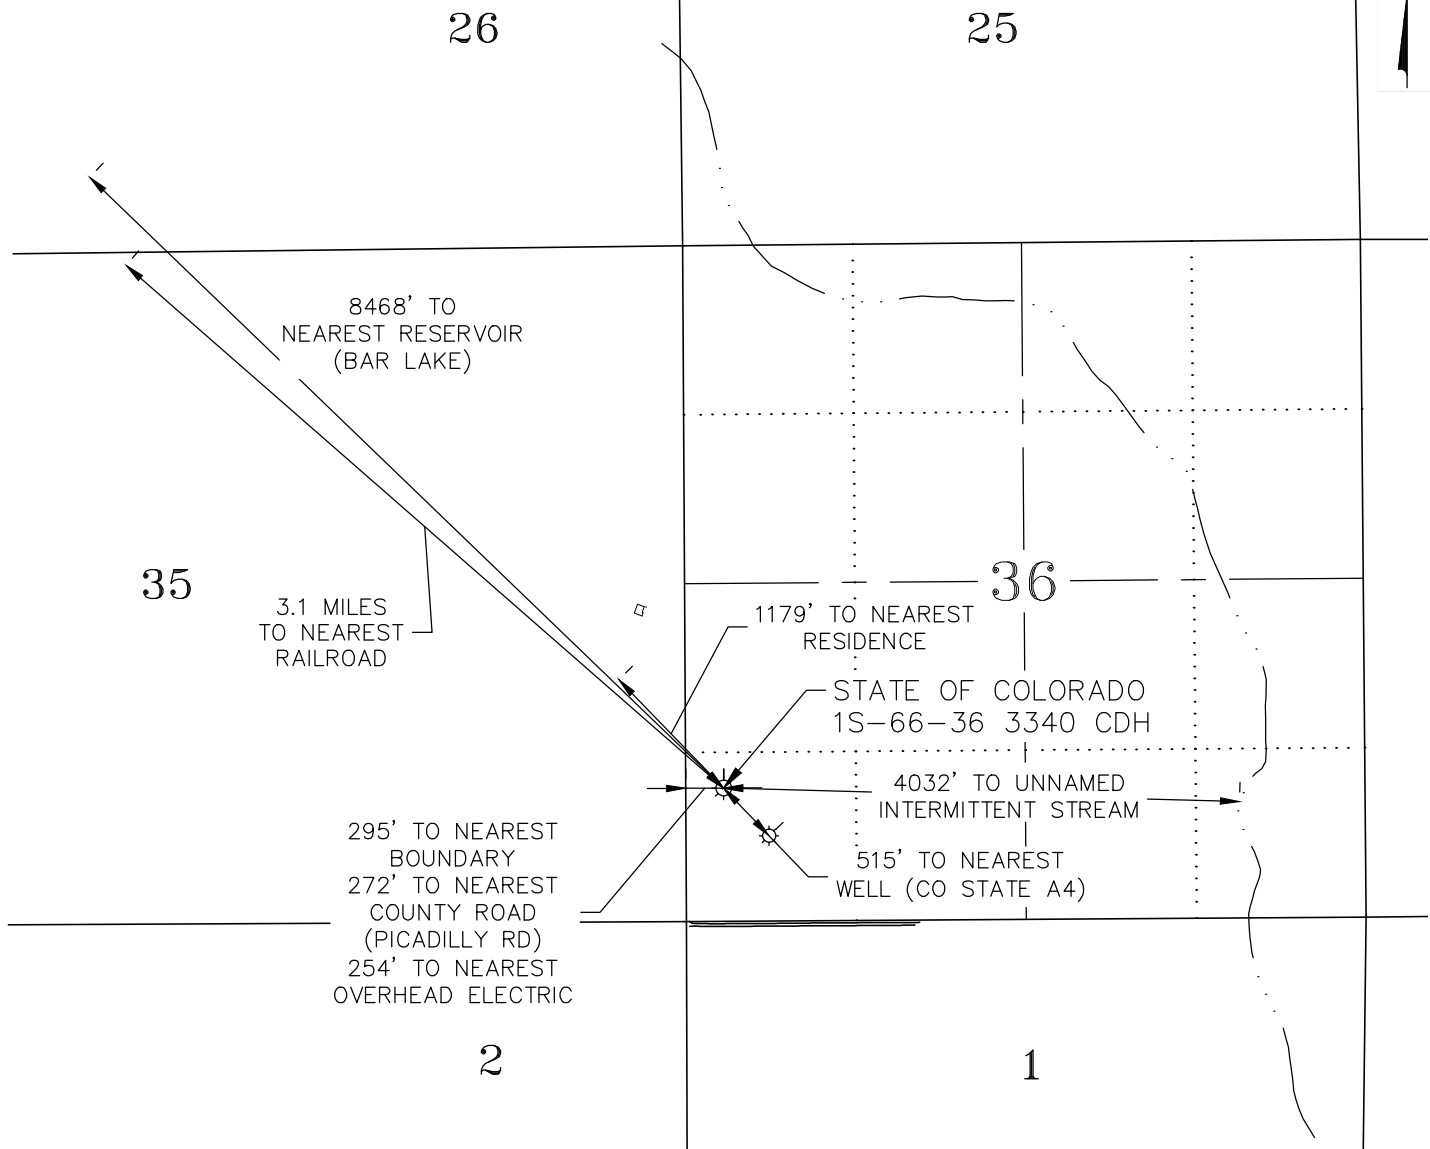 26
25
8468' TO
NEAREST RESERVOIR
(BAR LAKE)
35
36
3.1 MILES
TO NEAREST
RAILROAD
1179' TO NEAREST
RESIDENCE
STATE OF COLORADO
1S-66-36 3340 CDH
4032' TO UNNAMED
INTERMITTENT STREAM
295' TO NEAREST
BOUNDARY
272' TO NEAREST
COUNTY ROAD
(PICADILLY RD)
254' TO NEAREST
OVERHEAD ELECTRIC
515' TO NEAREST
WELL (CO STATE A4)
2
1